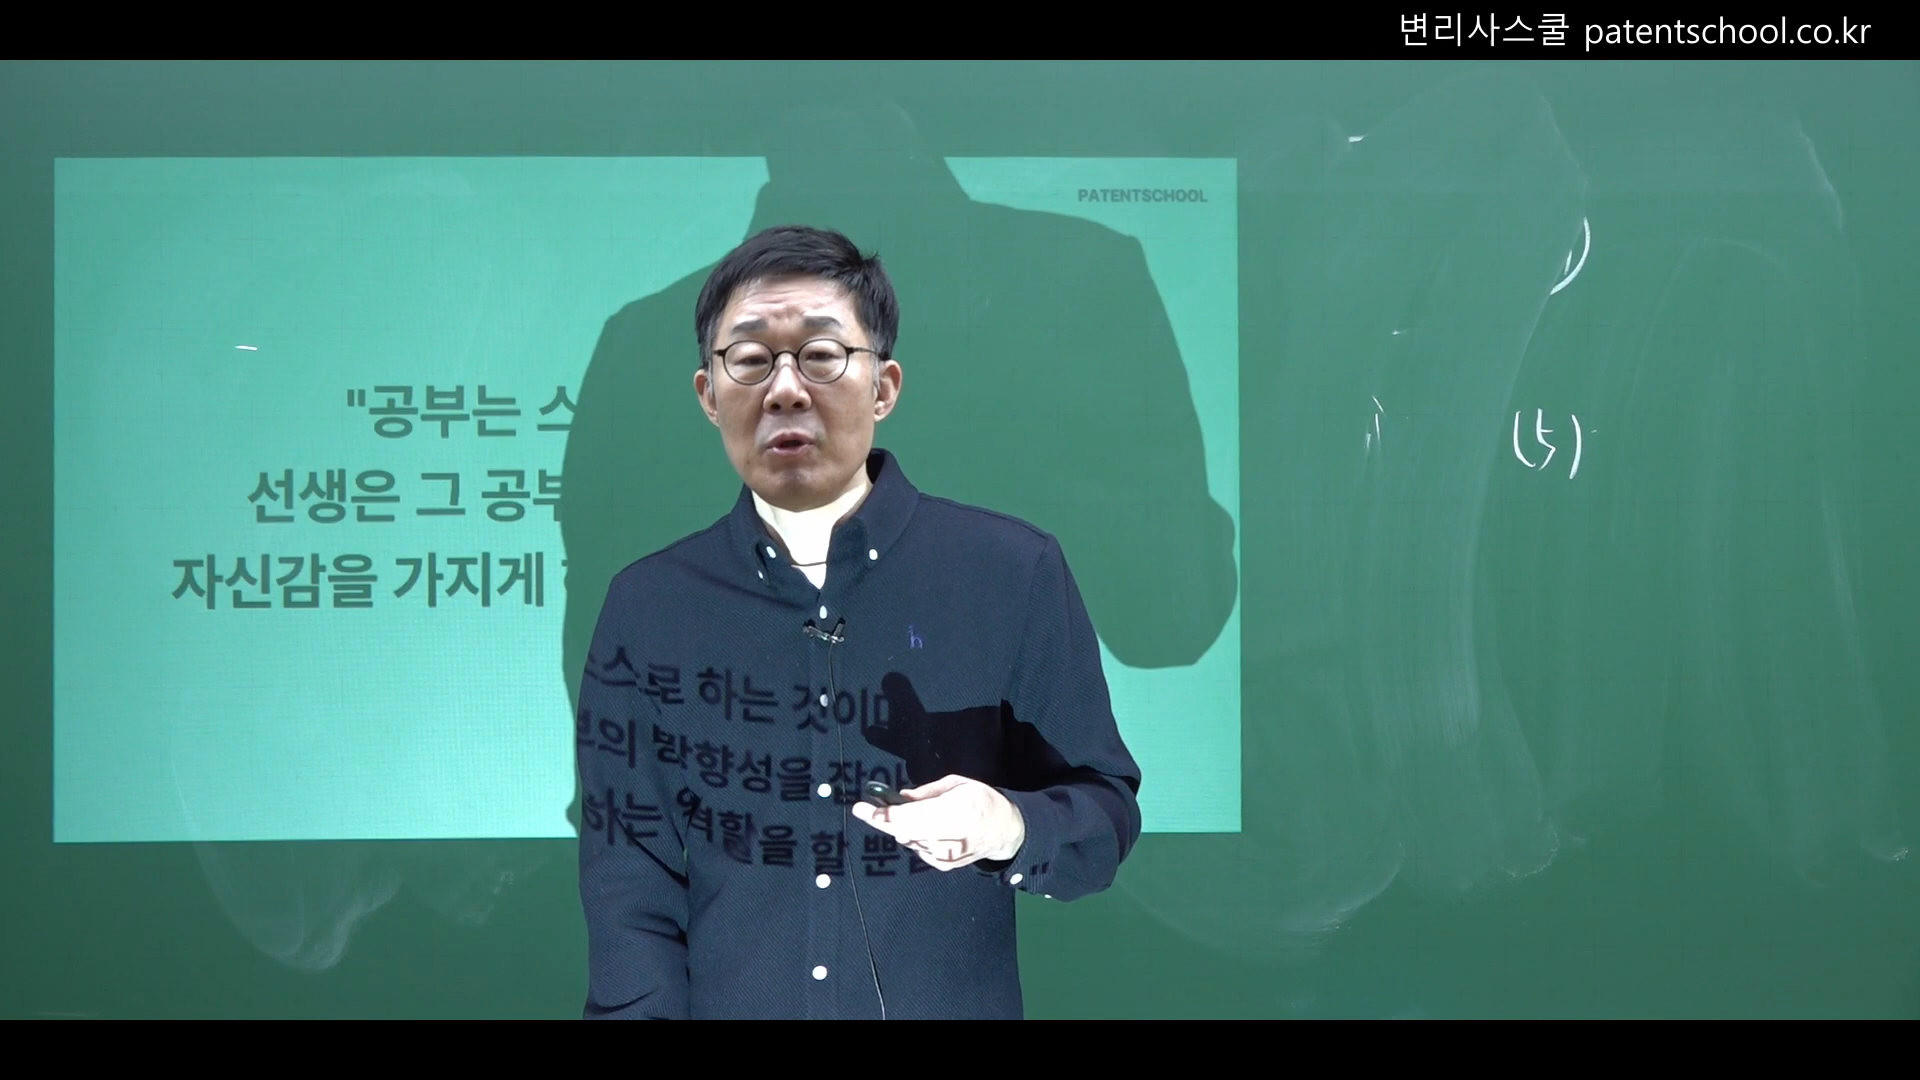 변리사스쿨 patentschool.co.kr
PATENTSCHOOL
"공부는 스스로 하는 것이며
선생은 그 공부의 방향성을 잡아
자신감을 가지게 하는 역할을 할 뿐
(5)